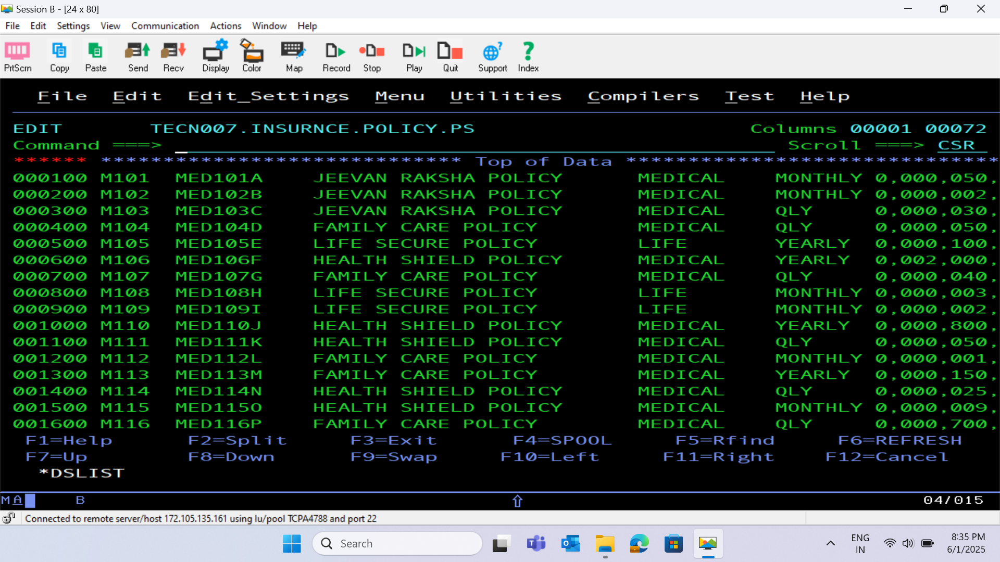 Session B - [24 x 80]
File Edit Settings View Communication Actions Window Help
PrtScrn Copy Paste Send Recv Display Color Map Record Stop Play Quit Support Index
File Edit Edit_Settings Menu Utilities Compilers Test Help
EDIT TECN007.INSURNCE.POLICY.PS Columns 00001 00072
Command ===> Scroll ===> CSR
****** ***************************** Top of Data ******************************
000100 M101 MED101A JEEVAN RAKSHA POLICY MEDICAL MONTHLY 0,000,050,
000200 M102 MED102B JEEVAN RAKSHA POLICY MEDICAL MONTHLY 0,000,002,
000300 M103 MED103C JEEVAN RAKSHA POLICY MEDICAL QLY 0,000,030,
000400 M104 MED104D FAMILY CARE POLICY MEDICAL QLY 0,000,050,
000500 M105 MED105E LIFE SECURE POLICY LIFE YEARLY 0,000,100,
000600 M106 MED106F HEALTH SHIELD POLICY MEDICAL YEARLY 0,002,000,
000700 M107 MED107G FAMILY CARE POLICY MEDICAL QLY 0,000,040,
000800 M108 MED108H LIFE SECURE POLICY LIFE MONTHLY 0,000,003,
000900 M109 MED109I LIFE SECURE POLICY LIFE MONTHLY 0,000,002,
001000 M110 MED110J HEALTH SHIELD POLICY MEDICAL YEARLY 0,000,800,
001100 M111 MED111K HEALTH SHIELD POLICY MEDICAL QLY 0,000,050,
001200 M112 MED112L FAMILY CARE POLICY MEDICAL MONTHLY 0,000,001,
001300 M113 MED113M FAMILY CARE POLICY MEDICAL YEARLY 0,000,150,
001400 M114 MED114N HEALTH SHIELD POLICY MEDICAL QLY 0,000,025,
001500 M115 MED115O HEALTH SHIELD POLICY MEDICAL MONTHLY 0,000,009,
001600 M116 MED116P FAMILY CARE POLICY MEDICAL QLY 0,000,700,
F1=Help F2=Split F3=Exit F4=SPOOL F5=Rfind F6=REFRESH
F7=Up F8=Down F9=Swap F10=Left F11=Right F12=Cancel
*DSLIST
MA B 04/015
Connected to remote server/host 172.105.135.161 using lu/pool TCPA4788 and port 22
Search ENG 8:35 PM
IN 6/1/2025